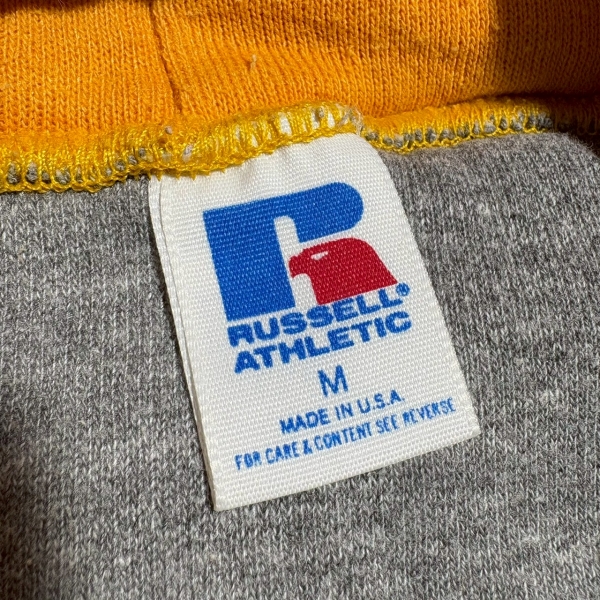 RUSSELL®
ATHLETIC
M
MADE IN U.S.A.
FOR CARE & CONTENT SEE REVERSE